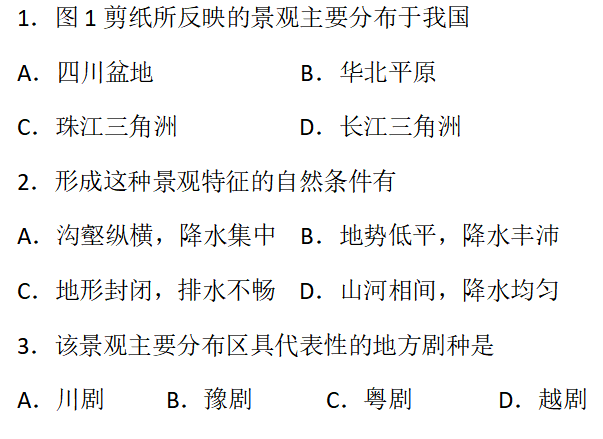 1．图 1 剪纸所反映的景观主要分布于我国
A．四川盆地 B．华北平原
C．珠江三角洲 D．长江三角洲
2．形成这种景观特征的自然条件有
A．沟壑纵横，降水集中 B．地势低平，降水丰沛
C．地形封闭，排水不畅 D．山河相间，降水均匀
3．该景观主要分布区具代表性的地方剧种是
A．川剧 B．豫剧 C．粤剧 D．越剧